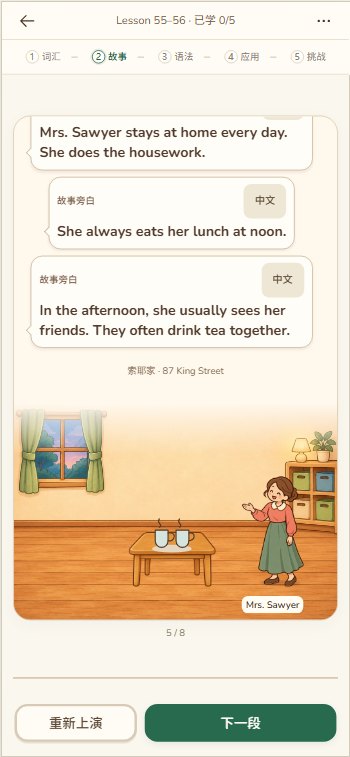 Lesson 55–56 · 已学 0/5
1 词汇 – 2 故事 – 3 语法 – 4 应用 – 5 挑战
Mrs. Sawyer stays at home every day.
She does the housework.
故事旁白
中文
She always eats her lunch at noon.
故事旁白
中文
In the afternoon, she usually sees her
friends. They often drink tea together.
索耶家 · 87 King Street
Mrs. Sawyer
5 / 8
重新上演
下一段